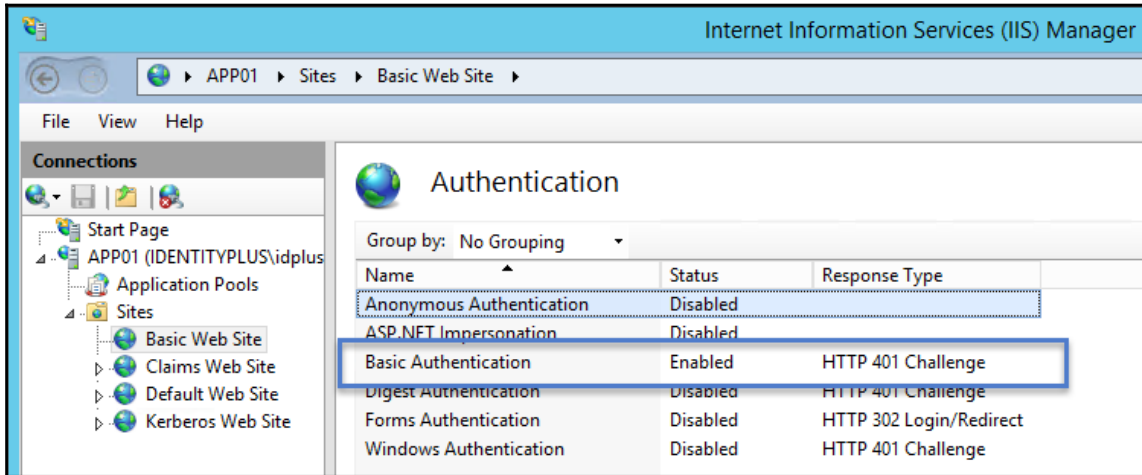 Internet Information Services (IIS) Manager
APP01 Sites Basic Web Site
File View Help
Connections
Start Page
APP01 (IDENTITYPLUS\idplus
Application Pools
Sites
Basic Web Site
Claims Web Site
Default Web Site
Kerberos Web Site
Authentication
Group by: No Grouping
Name Status Response Type
Anonymous Authentication Disabled
ASP.NET Impersonation Disabled
Basic Authentication Enabled HTTP 401 Challenge
Digest Authentication Disabled HTTP 401 Challenge
Forms Authentication Disabled HTTP 302 Login/Redirect
Windows Authentication Disabled HTTP 401 Challenge